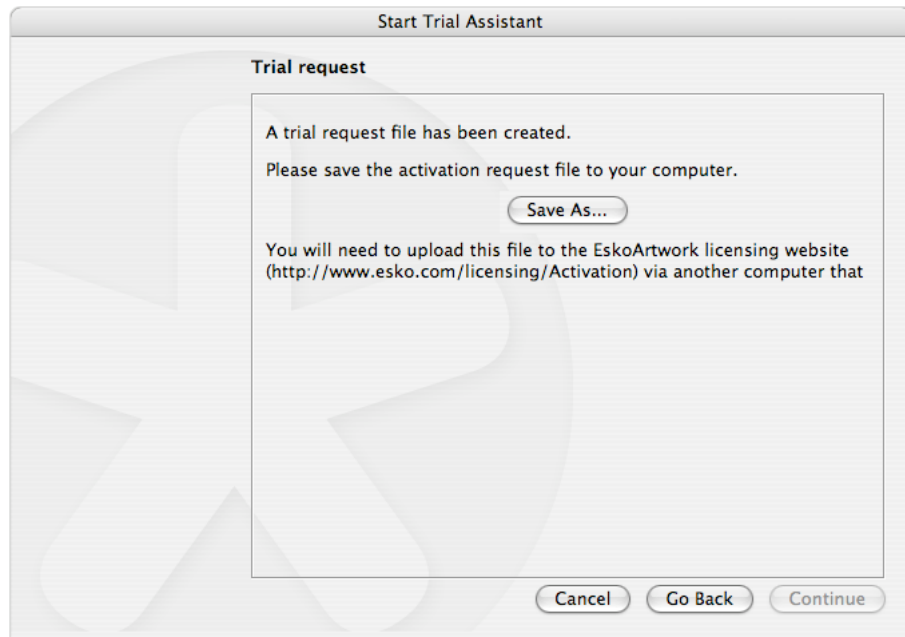 Start Trial Assistant
Trial request
A trial request file has been created.
Please save the activation request file to your computer.
Save As...
You will need to upload this file to the EskoArtwork licensing website
(http://www.esko.com/licensing/Activation) via another computer that
Cancel
Go Back
Continue